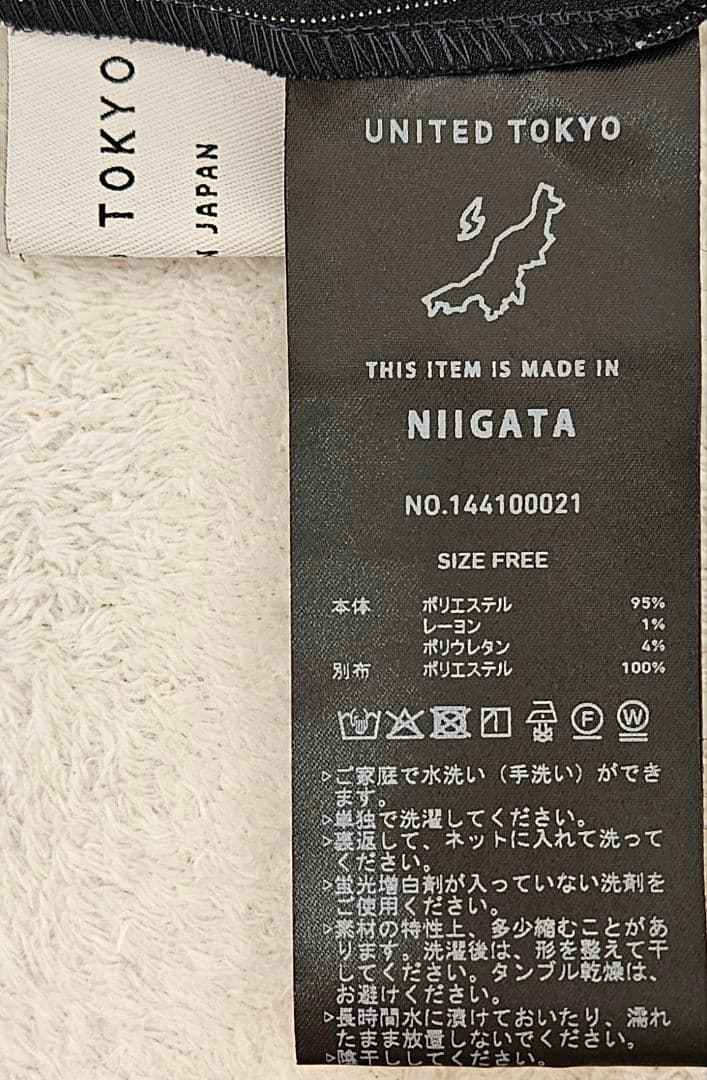 TOKYO
JAPAN
UNITED TOKYO
THIS ITEM IS MADE IN
NIIGATA
NO.144100021
SIZE FREE
本体 ポリエステル 95%
レーヨン 1%
ポリウレタン 4%
別布 ポリエステル 100%
F
W
▷ご家庭で水洗い（手洗い）ができ
ます。
▷単独で洗濯してください。
▷裏返して、ネットに入れて洗って
ください。
▷蛍光増白剤が入っていない洗剤を
ご使用ください。
▷素材の特性上、多少縮むことがあ
ります。洗濯後は、形を整えて干
してください。タンブル乾燥は、
お避けください。
▷長時間水に漬けておいたり、濡れ
たまま放置しないでください。
▷陰干ししてください。